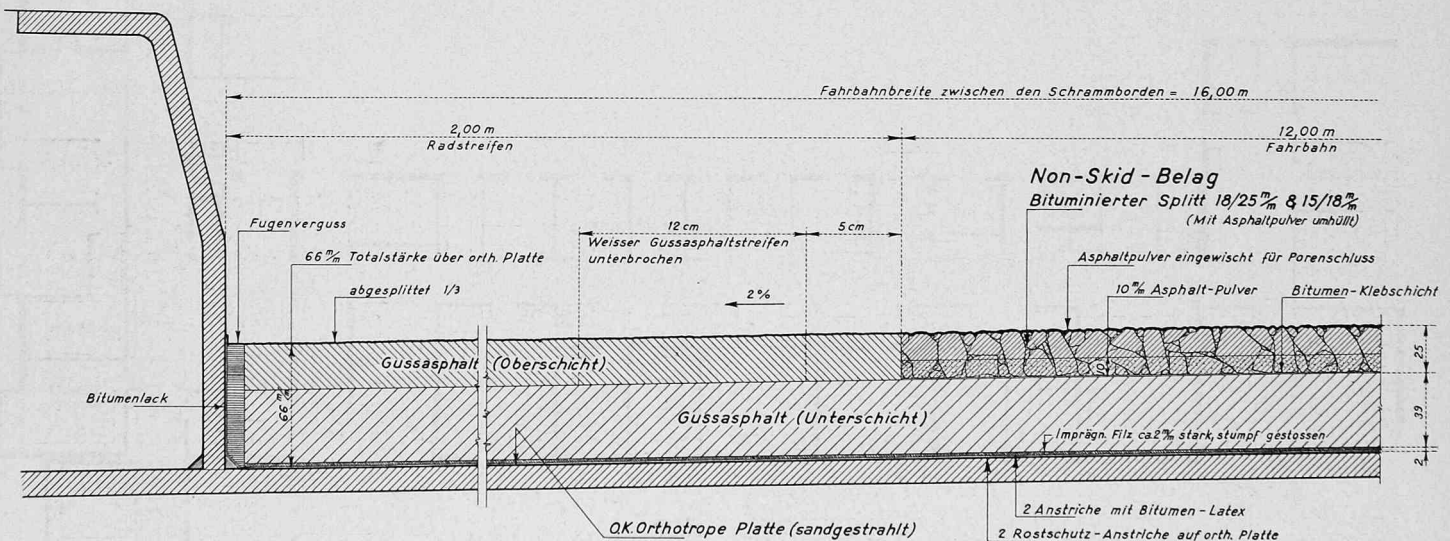 Fahrbahnbreite zwischen den Schrammborden = 16,00 m
2,00 m
Radstreifen
12,00 m
Fahrbahn
Non-Skid-Belag
Bituminierter Splitt 18/25 m/m & 15/18 m/m
(Mit Asphaltpulver umhüllt)
Fugenverguss
12 cm
5 cm
Weisser Gussasphaltstreifen
unterbrochen
66 m/m Totalstärke über orth. Platte
Asphaltpulver eingewischt für Porenschluss
abgesplittet 1/3
2%
10 m/m Asphalt-Pulver
Bitumen-Klebschicht
Gussasphalt (Oberschicht)
10
25
Bitumenlack
66 m/m
Gussasphalt (Unterschicht)
39
Imprägn. Filz ca. 2 m/m stark, stumpf gestossen
2
2 Anstriche mit Bitumen-Latex
O.K. Orthotrope Platte (sandgestrahlt)
2 Rostschutz-Anstriche auf orth. Platte